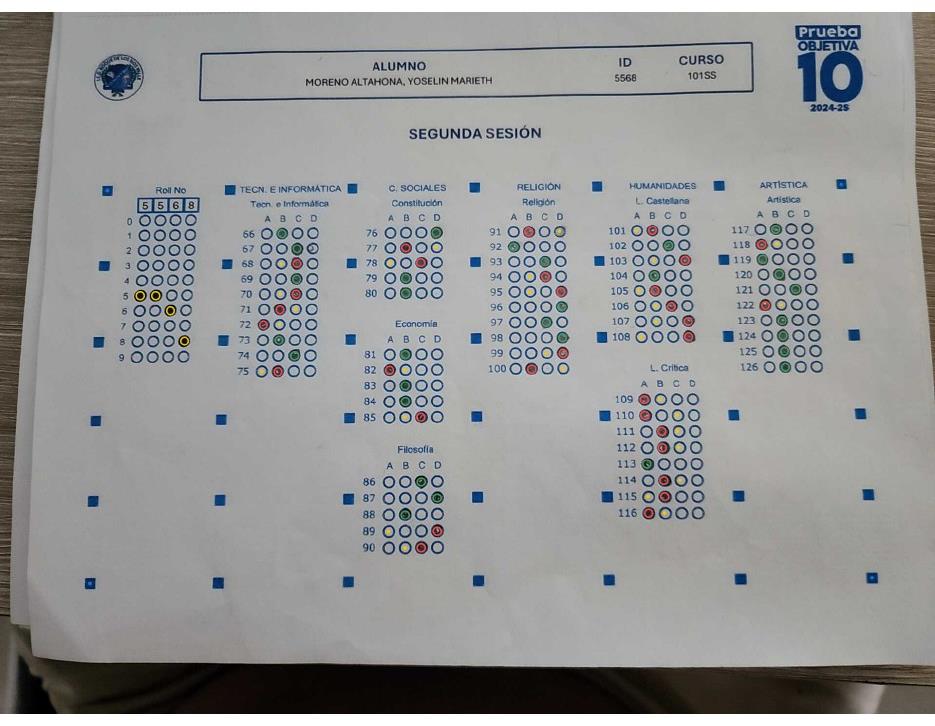 Prueba
OBJETIVA
10
2024-2S
ALUMNO ID CURSO
MORENO ALTAHONA, YOSELIN MARIETH 5568 101SS
SEGUNDA SESIÓN
Roll No
5 5 6 8
0
1
2
3
4
5
6
7
8
9
TECN. E INFORMÁTICA
Tecn. e Informática
A B C D
66
67
68
69
70
71
72
73
74
75
C. SOCIALES
Constitución
76
77
78
79
80
Economía
81
82
83
84
85
Filosofía
A B C D
86
87
88
89
90
RELIGIÓN
Religión
A B C D
91
92
93
94
95
96
97
98
99
100
HUMANIDADES
L. Castellana
A B C D
101
102
103
104
105
106
107
108
L. Crítica
A B C D
109
110
111
112
113
114
115
116
ARTÍSTICA
Artística
A B C D
117
118
119
120
121
122
123
124
125
126